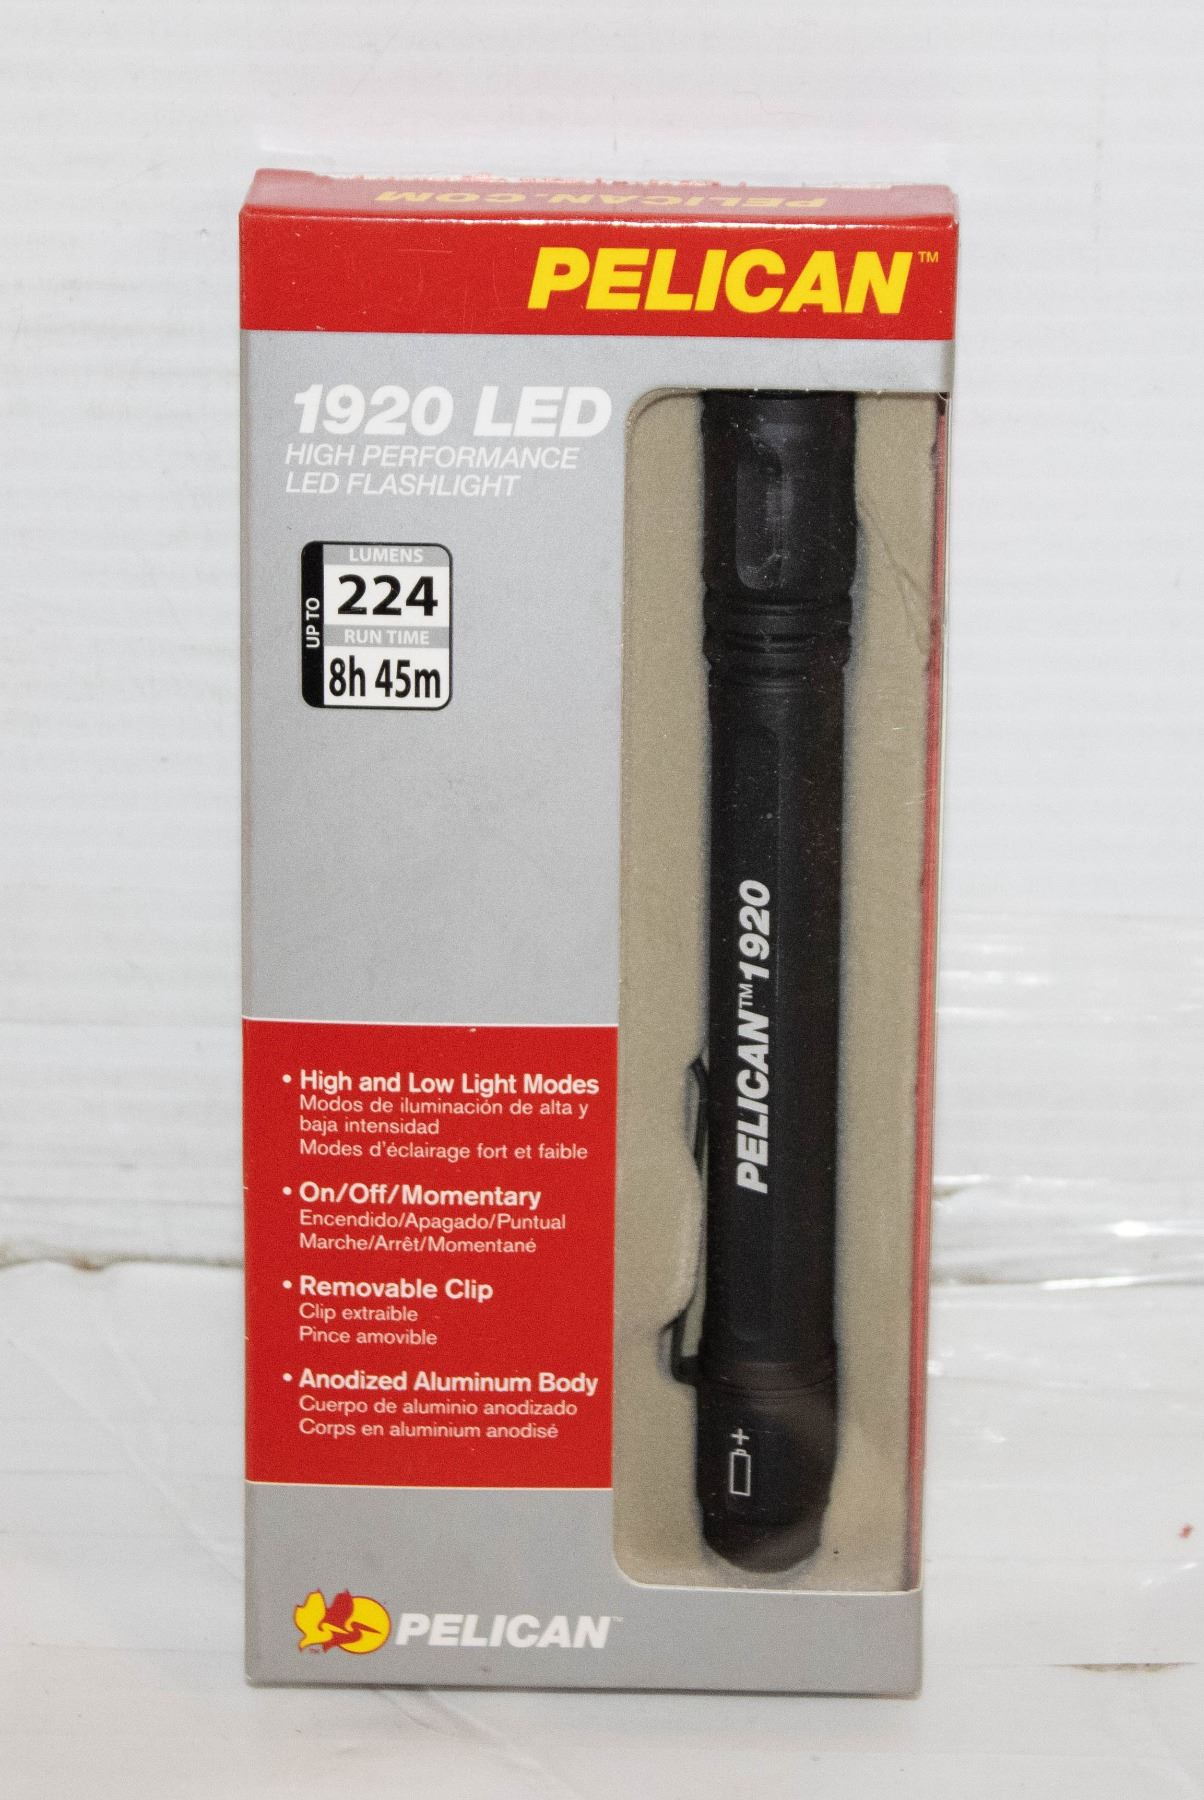 PELICAN.COM
PELICAN
PELICAN™
1920 LED
HIGH PERFORMANCE
LED FLASHLIGHT
UP TO
LUMENS
224
RUN TIME
8h 45m
• High and Low Light Modes
Modos de iluminación de alta y
baja intensidad
Modes d'éclairage fort et faible
• On/Off/Momentary
Encendido/Apagado/Puntual
Marche/Arrêt/Momentané
• Removable Clip
Clip extraíble
Pince amovible
• Anodized Aluminum Body
Cuerpo de aluminio anodizado
Corps en aluminium anodisé
PELICAN™1920
+
™
PELICAN™